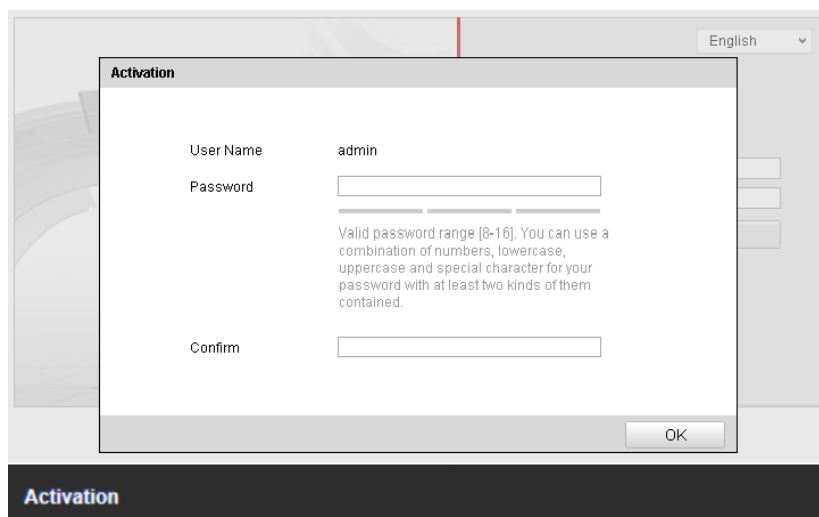 English
Activation
User Name admin
Password
Valid password range [8-16]. You can use a
combination of numbers, lowercase,
uppercase and special character for your
password with at least two kinds of them
contained.
Confirm
OK
Activation